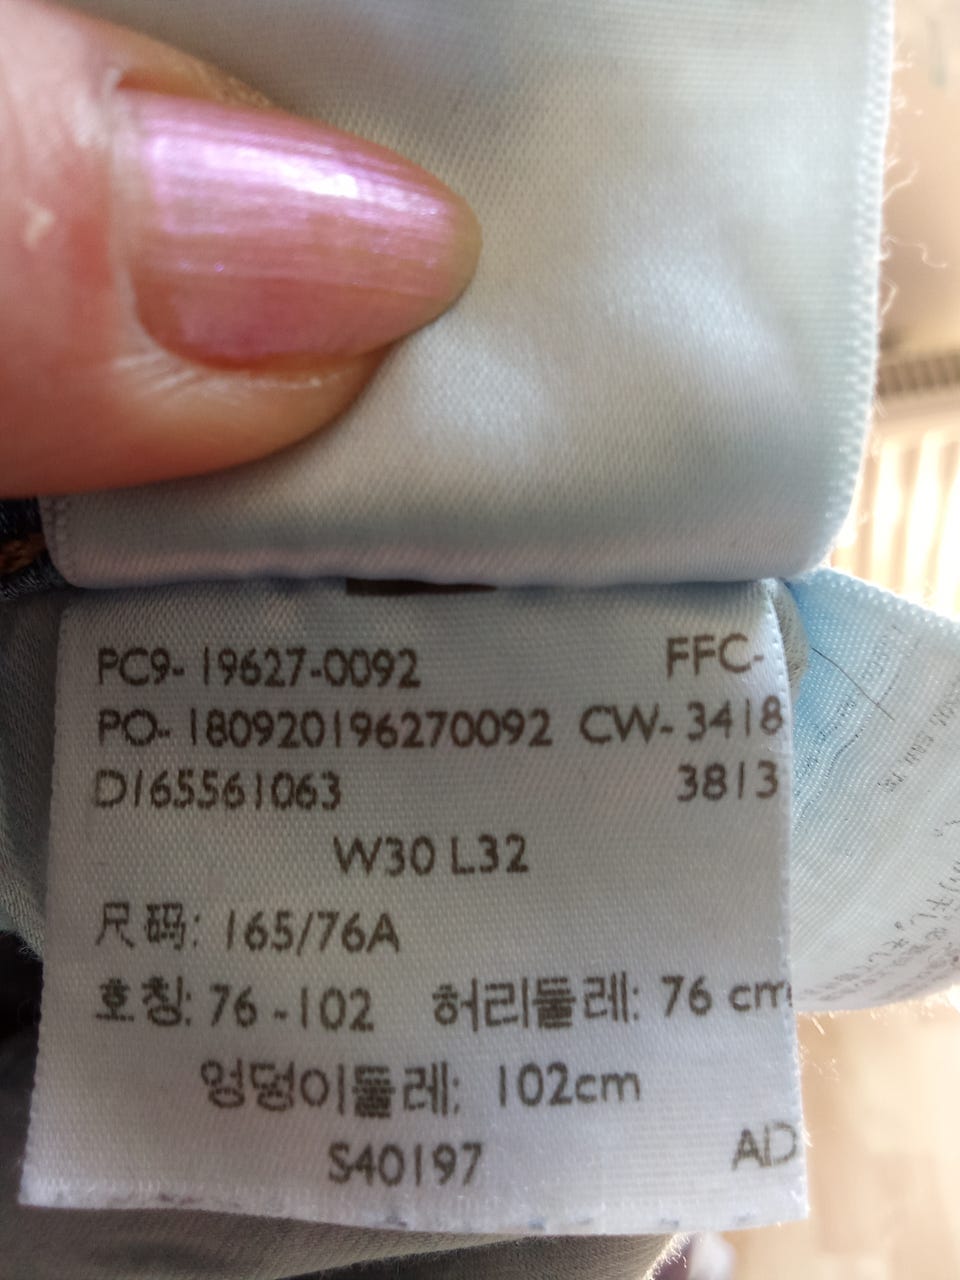 PC9- 19627-0092 FFC-
PO- 180920196270092 CW- 3418
D165561063 3813
W30 L32
尺码: 165/76A
호칭: 76 -102 허리둘레: 76 cm
엉덩이둘레: 102cm
S40197 AD